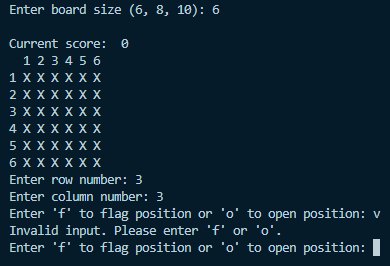 Enter board size (6, 8, 10): 6
Current score:  0
  1 2 3 4 5 6
1 X X X X X X
2 X X X X X X
3 X X X X X X
4 X X X X X X
5 X X X X X X
6 X X X X X X
Enter row number: 3
Enter column number: 3
Enter 'f' to flag position or 'o' to open position: v
Invalid input. Please enter 'f' or 'o'.
Enter 'f' to flag position or 'o' to open position: